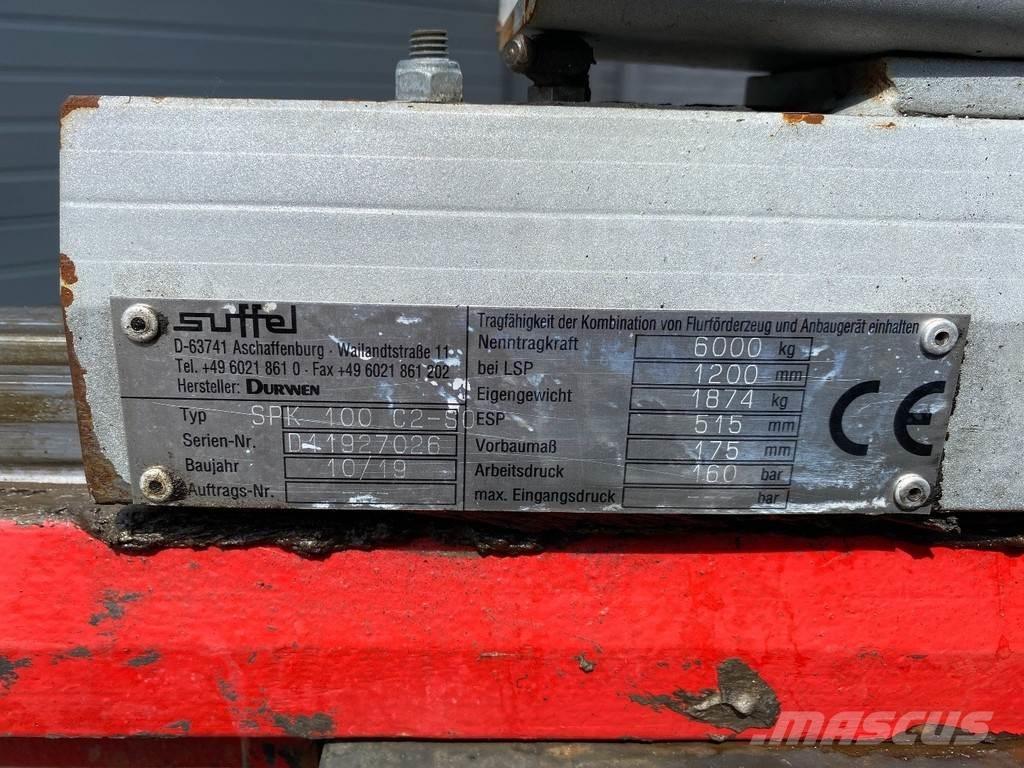 suffel
D-63741 Aschaffenburg · Wailandtstraße 11
Tel. +49 6021 861 0 · Fax +49 6021 861 202
Hersteller: DURWEN
Typ SPK 100 C2-50
Serien-Nr. D41927026
Baujahr 10/19
Auftrags-Nr.
Tragfähigkeit der Kombination von Flurförderzeug und Anbaugerät einhalten
Nenntragkraft 6000 kg
bei LSP 1200 mm
Eigengewicht 1874 kg
ESP 515 mm
Vorbaumaß 175 mm
Arbeitsdruck 160 bar
max. Eingangsdruck bar
CE
MASCUS